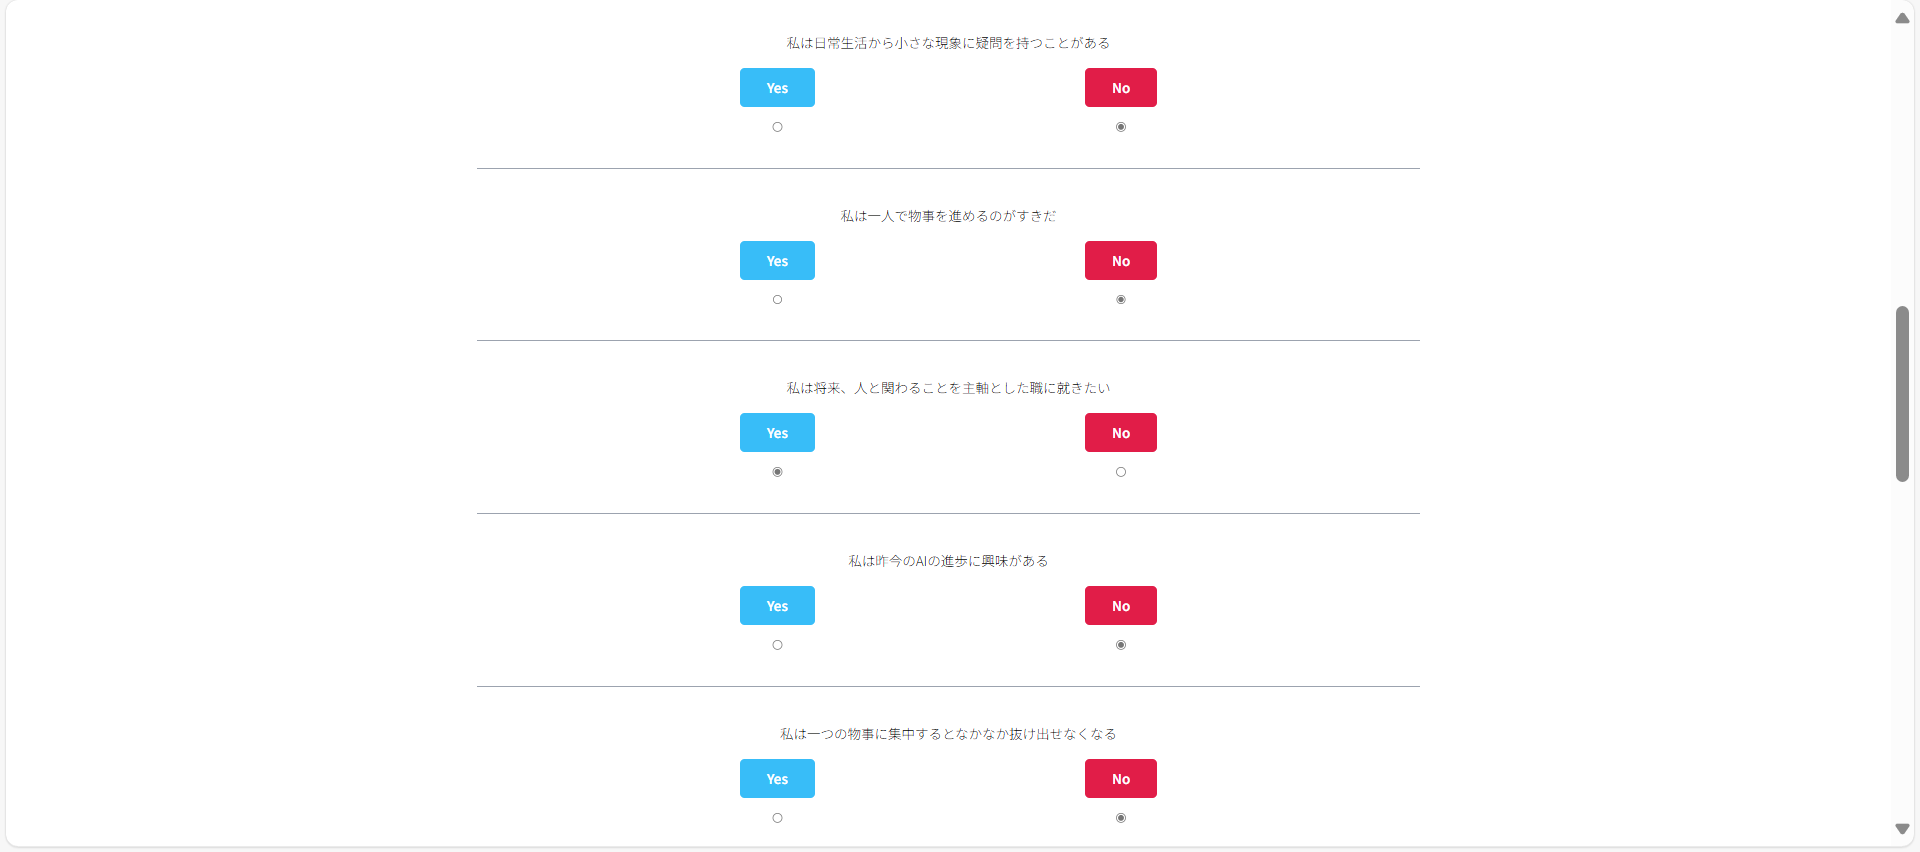 私は日常生活から小さな現象に疑問を持つことがある
Yes No
私は一人で物事を進めるのがすきだ
Yes No
私は将来、人と関わることを主軸とした職に就きたい
Yes No
私は昨今のAIの進歩に興味がある
Yes No
私は一つの物事に集中するとなかなか抜け出せなくなる
Yes No